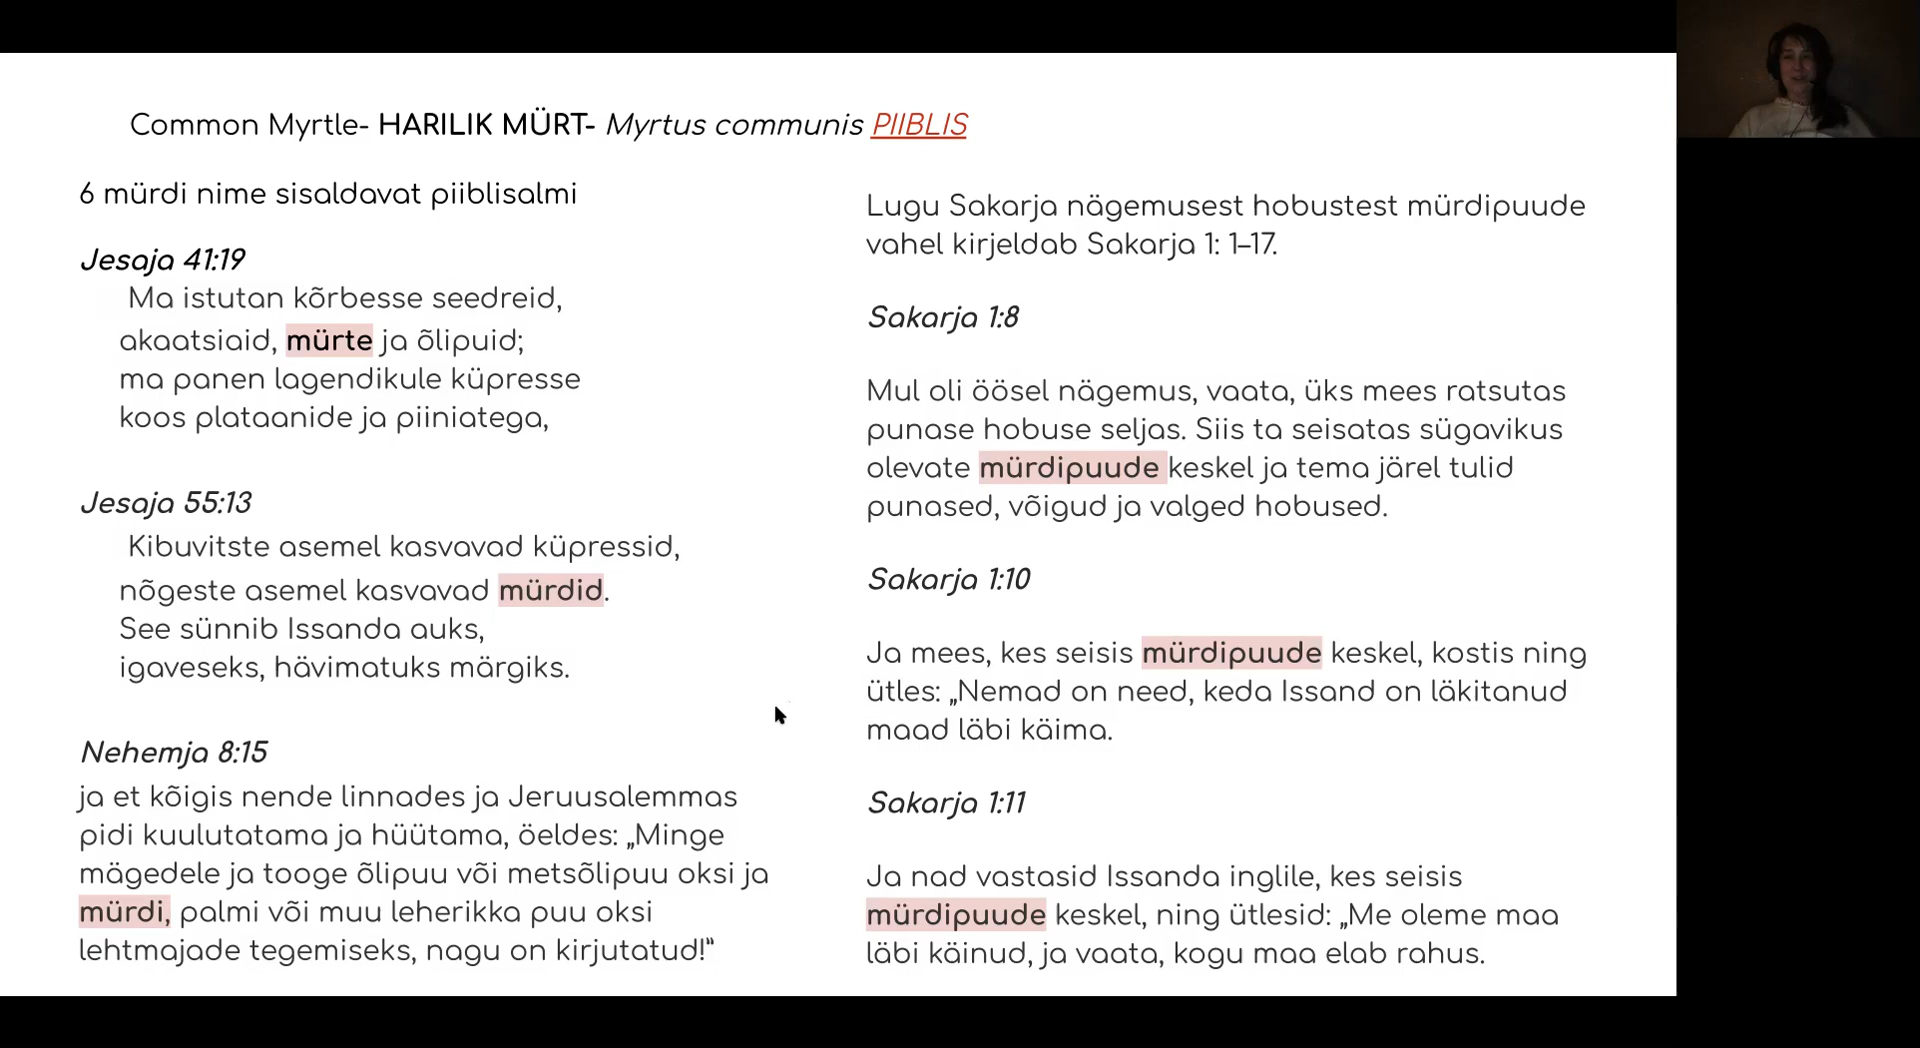 Common Myrtle- HARILIK MÜRT- Myrtus communis PIIBLIS
6 mürdi nime sisaldavat piiblisalmi
Jesaja 41:19
Ma istutan kõrbesse seedreid,
akaatsiaid, mürte ja õlipuid;
ma panen lagendikule küpresse
koos plataanide ja piiniatega,
Jesaja 55:13
Kibuvitste asemel kasvavad küpressid,
nõgeste asemel kasvavad mürdid.
See sünnib Issanda auks,
igaveseks, hävimatuks märgiks.
Nehemja 8:15
ja et kõigis nende linnades ja Jeruusalemmas
pidi kuulutatama ja hüütama, öeldes: „Minge
mägedele ja tooge õlipuu või metsõlipuu oksi ja
mürdi, palmi või muu leherikka puu oksi
lehtmajade tegemiseks, nagu on kirjutatud!”
Lugu Sakarja nägemusest hobustest mürdipuude
vahel kirjeldab Sakarja 1: 1–17.
Sakarja 1:8
Mul oli öösel nägemus, vaata, üks mees ratsutas
punase hobuse seljas. Siis ta seisatas sügavikus
olevate mürdipuude keskel ja tema järel tulid
punased, võigud ja valged hobused.
Sakarja 1:10
Ja mees, kes seisis mürdipuude keskel, kostis ning
ütles: „Nemad on need, keda Issand on läkitanud
maad läbi käima.
Sakarja 1:11
Ja nad vastasid Issanda inglile, kes seisis
mürdipuude keskel, ning ütlesid: „Me oleme maa
läbi käinud, ja vaata, kogu maa elab rahus.